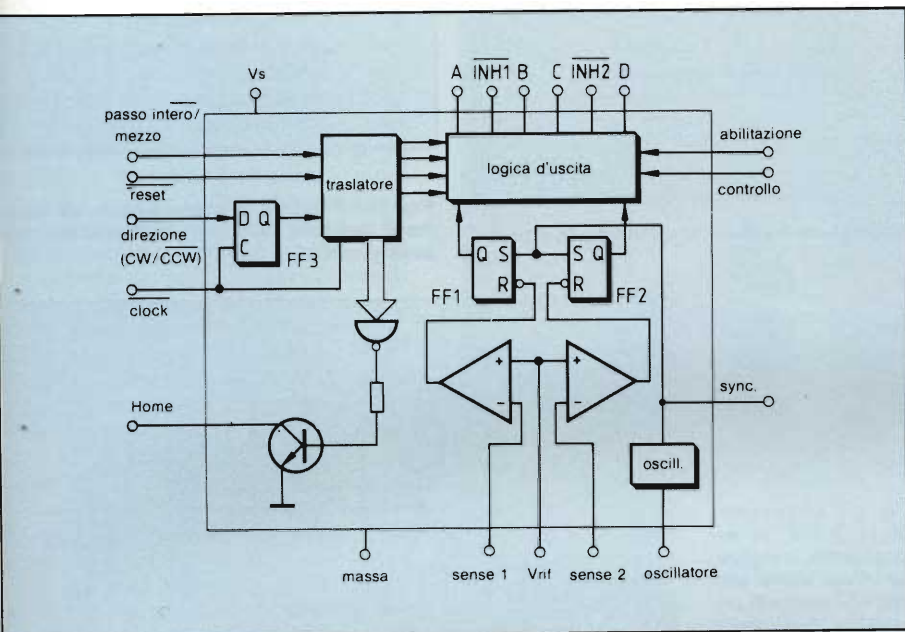 Vs
A INH1 B C INH2 D
passo intero/
mezzo
reset
direzione
(CW/CCW)
clock
D Q
C
FF3
traslatore
logica d'uscita
abilitazione
controllo
Q S
R
FF1
S Q
R
FF2
+
-
+
-
sync.
oscill.
Home
massa
sense 1
Vrif
sense 2
oscillatore